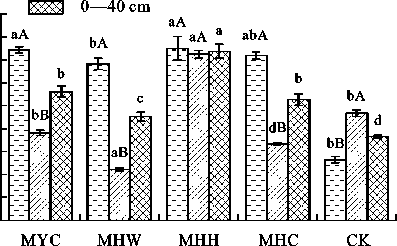 0—40 cm
aA bA aA aA a abA bA
b b
bB c d
aB dB bB
MYC MHW MHH MHC CK